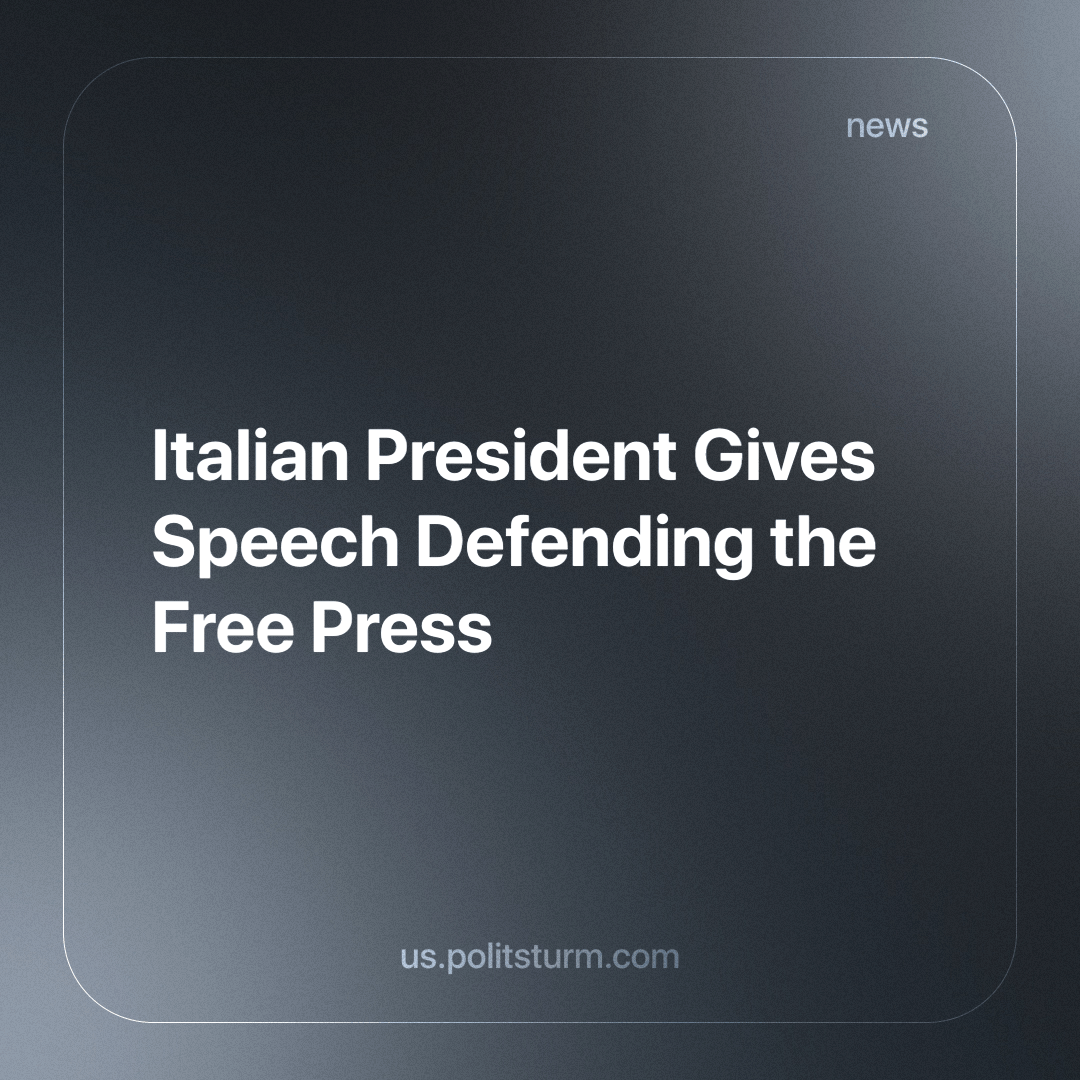 news
Italian President Gives
Speech Defending the
Free Press
us.politsturm.com